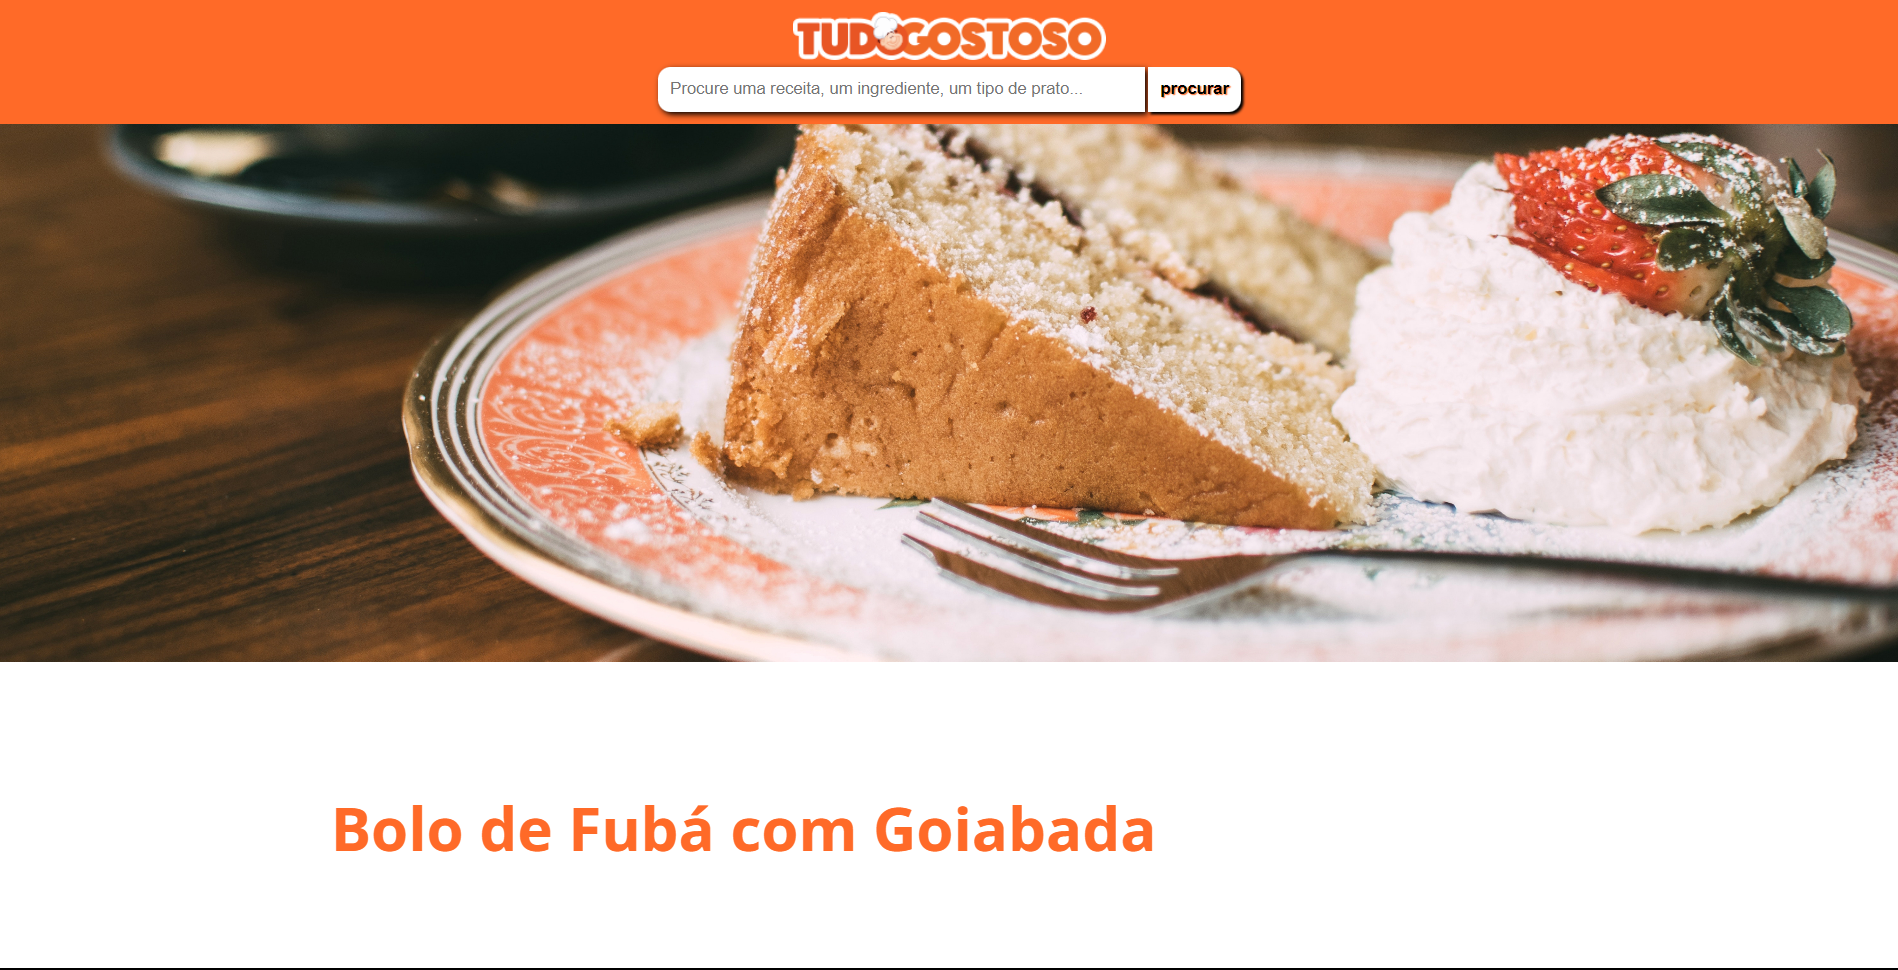 TUDOGOSTOSO
Procure uma receita, um ingrediente, um tipo de prato... procurar
Bolo de Fubá com Goiabada